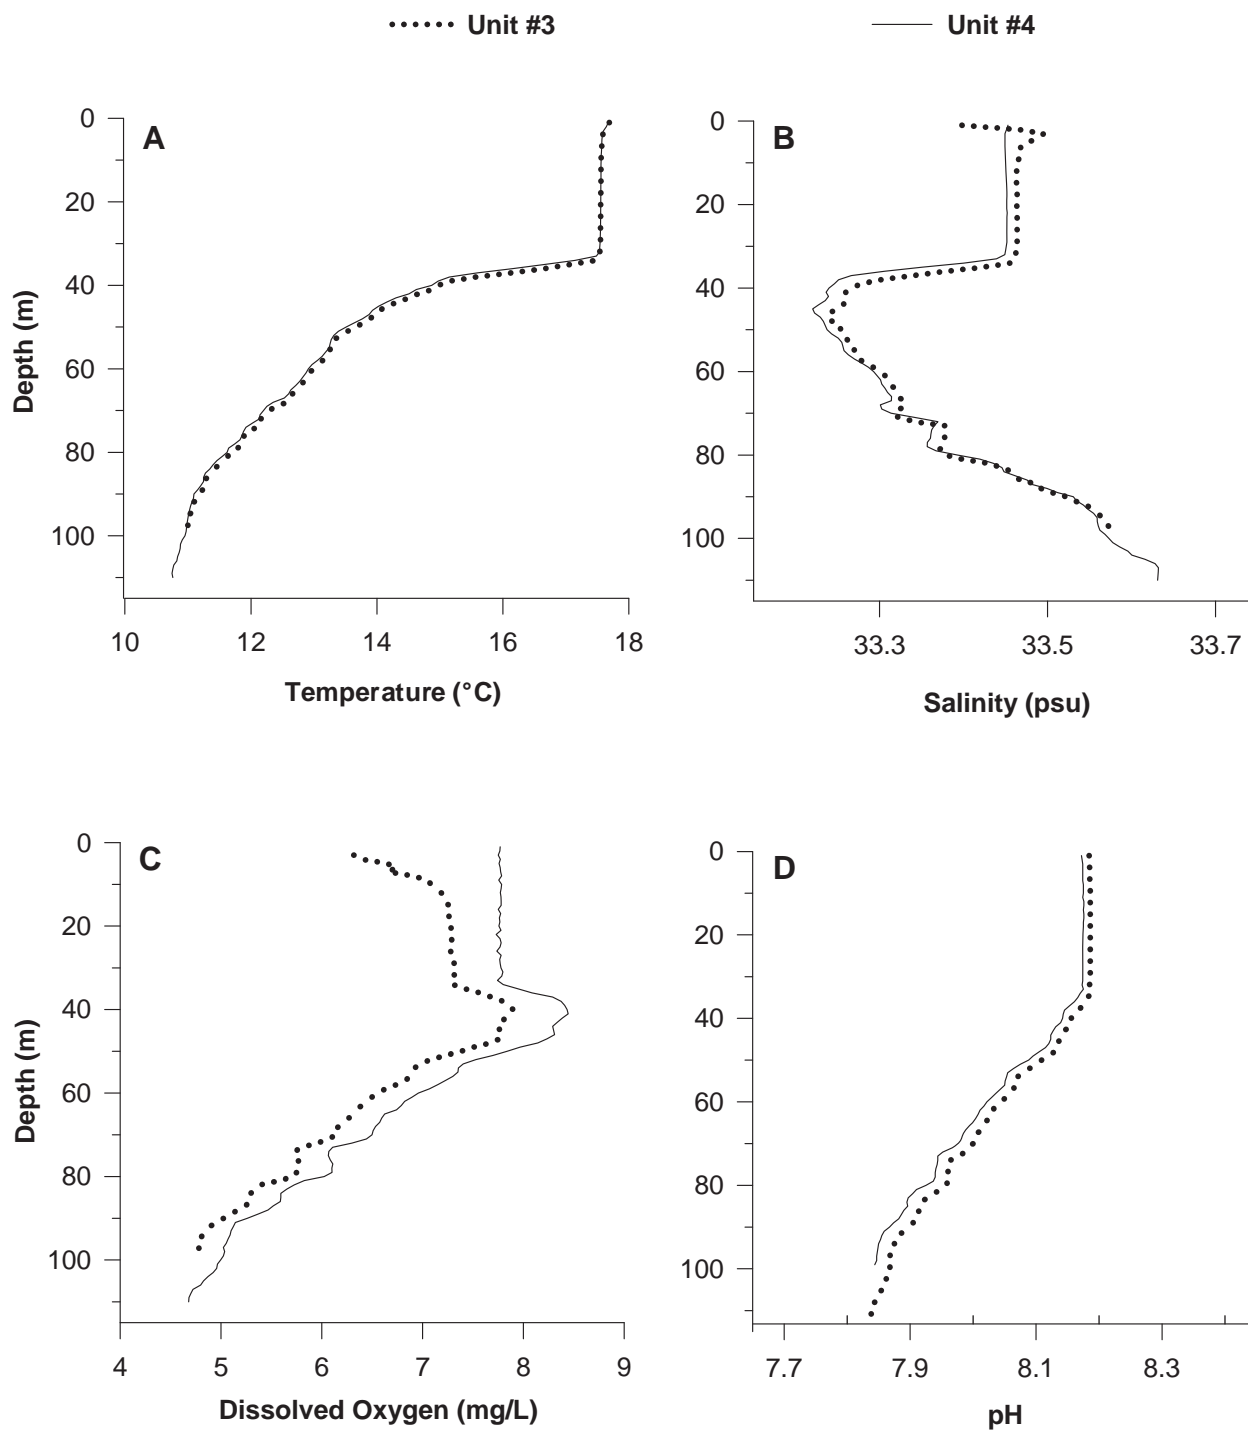 Unit #3
Unit #4
A
0
20
40
60
80
100
Depth (m)
10 12 14 16 18
Temperature (°C)
B
0
20
40
60
80
100
33.3 33.5 33.7
Salinity (psu)
C
0
20
40
60
80
100
Depth (m)
4 5 6 7 8 9
Dissolved Oxygen (mg/L)
D
0
20
40
60
80
100
7.7 7.9 8.1 8.3
pH